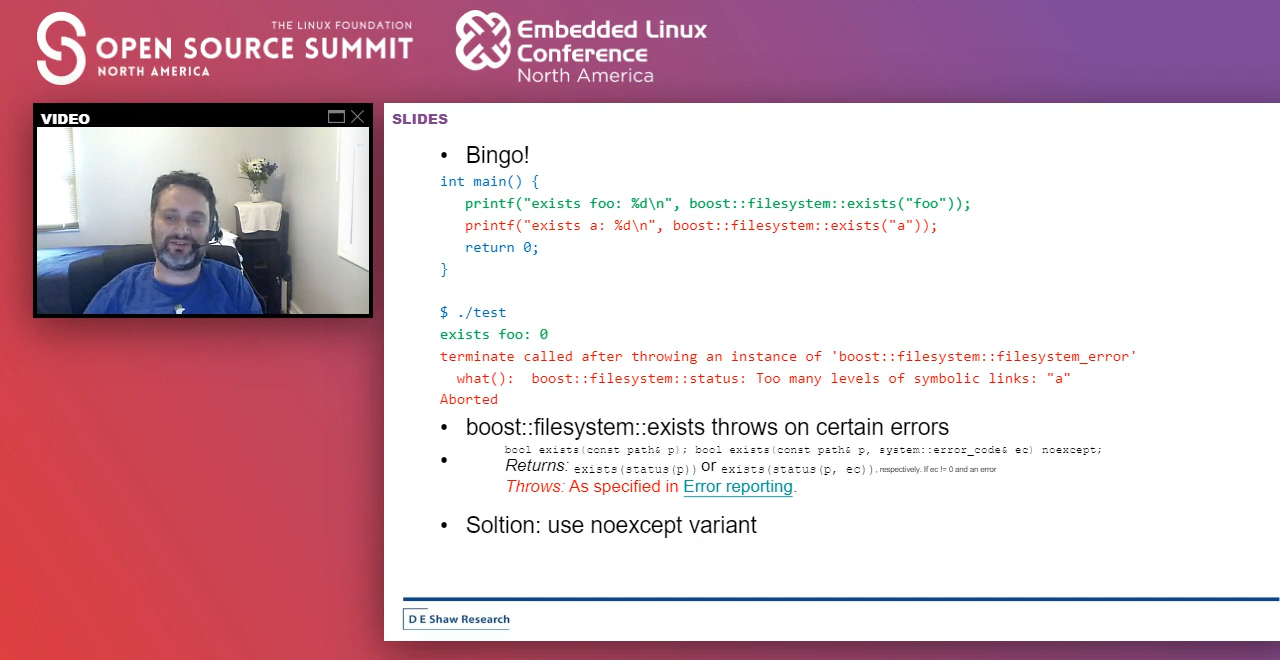 THE LINUX FOUNDATION
OPEN SOURCE SUMMIT
NORTH AMERICA
Embedded Linux
Conference
North America
VIDEO
SLIDES
• Bingo!
int main() {
printf("exists foo: %d\n", boost::filesystem::exists("foo"));
printf("exists a: %d\n", boost::filesystem::exists("a"));
return 0;
}
$ ./test
exists foo: 0
terminate called after throwing an instance of 'boost::filesystem::filesystem_error'
what():  boost::filesystem::status: Too many levels of symbolic links: "a"
Aborted
• boost::filesystem::exists throws on certain errors
bool exists(const path& p); bool exists(const path& p, system::error_code& ec) noexcept;
• Returns: exists(status(p)) or exists(status(p, ec)), respectively. If ec != 0 and an error
Throws: As specified in Error reporting.
• Soltion: use noexcept variant
D E Shaw Research